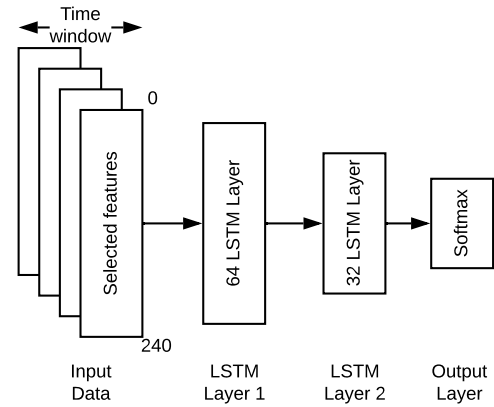 Time
window
0
Selected features
64 LSTM Layer
32 LSTM Layer
Softmax
240
Input
Data
LSTM
Layer 1
LSTM
Layer 2
Output
Layer